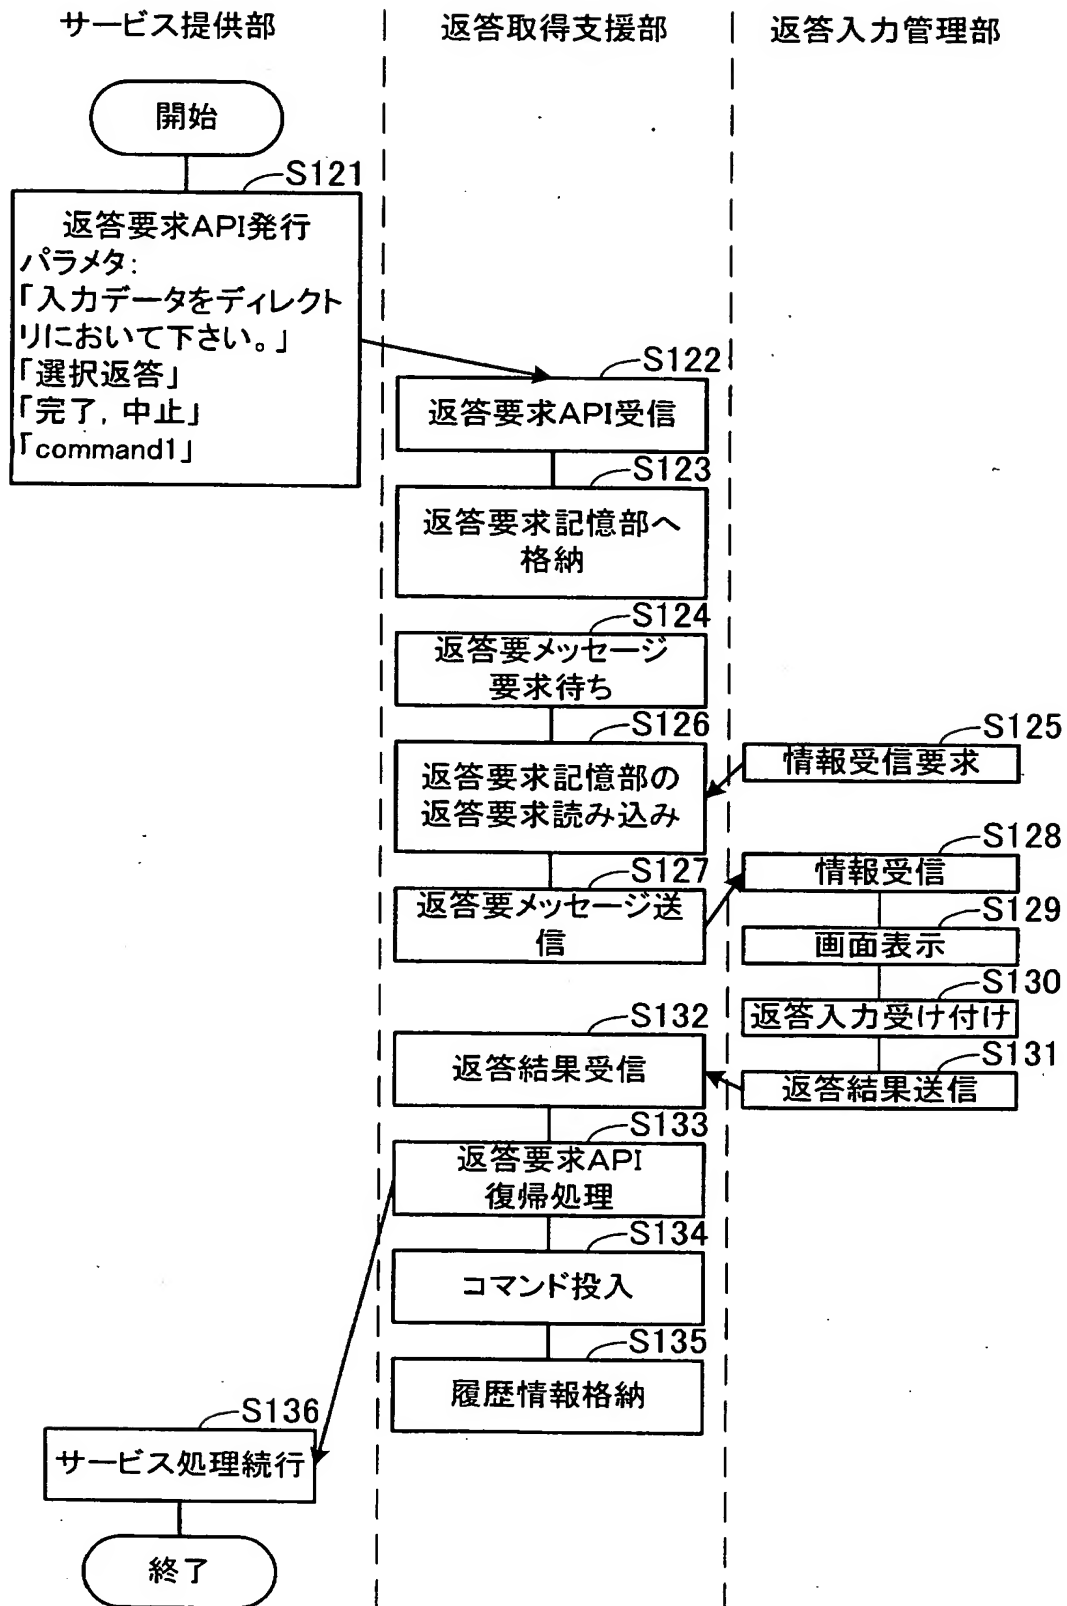 サービス提供部
返答取得支援部
返答入力管理部
開始
S121
返答要求API発行
パラメタ:
「入力データをディレクト
リにおいて下さい。」
「選択返答」
「完了, 中止」
「command1」
S122
返答要求API受信
S123
返答要求記憶部へ
格納
S124
返答要メッセージ
要求待ち
S125
情報受信要求
S126
返答要求記憶部の
返答要求読み込み
S127
返答要メッセージ送
信
S128
情報受信
S129
画面表示
S130
返答入力受け付け
S131
返答結果送信
S132
返答結果受信
S133
返答要求API
復帰処理
S134
コマンド投入
S135
履歴情報格納
S136
サービス処理続行
終了